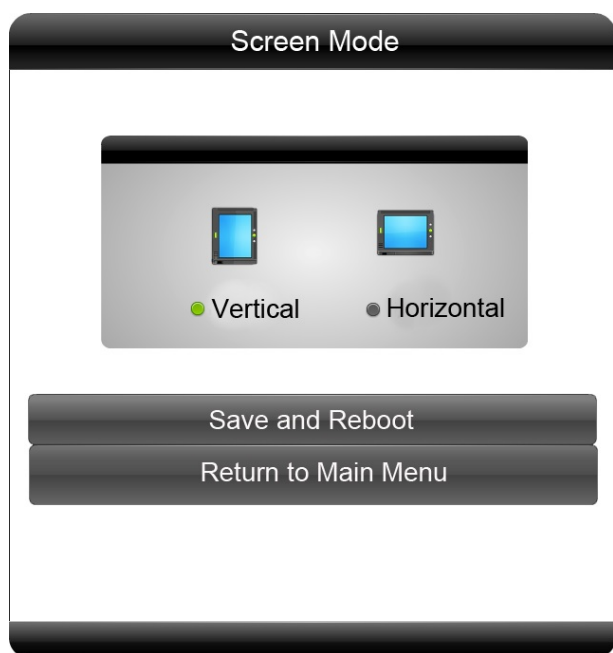 Screen Mode
Vertical
Horizontal
Save and Reboot
Return to Main Menu